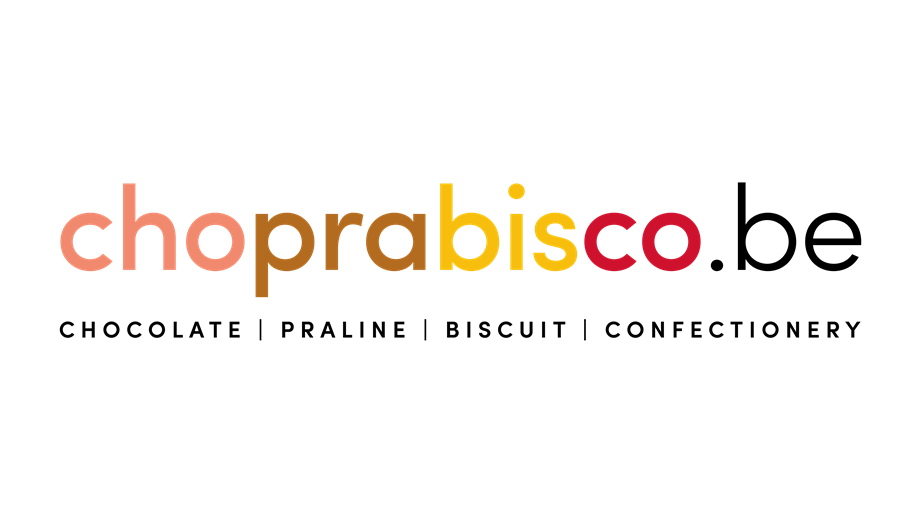 choprabisco.be
CHOCOLATE | PRALINE | BISCUIT | CONFECTIONERY